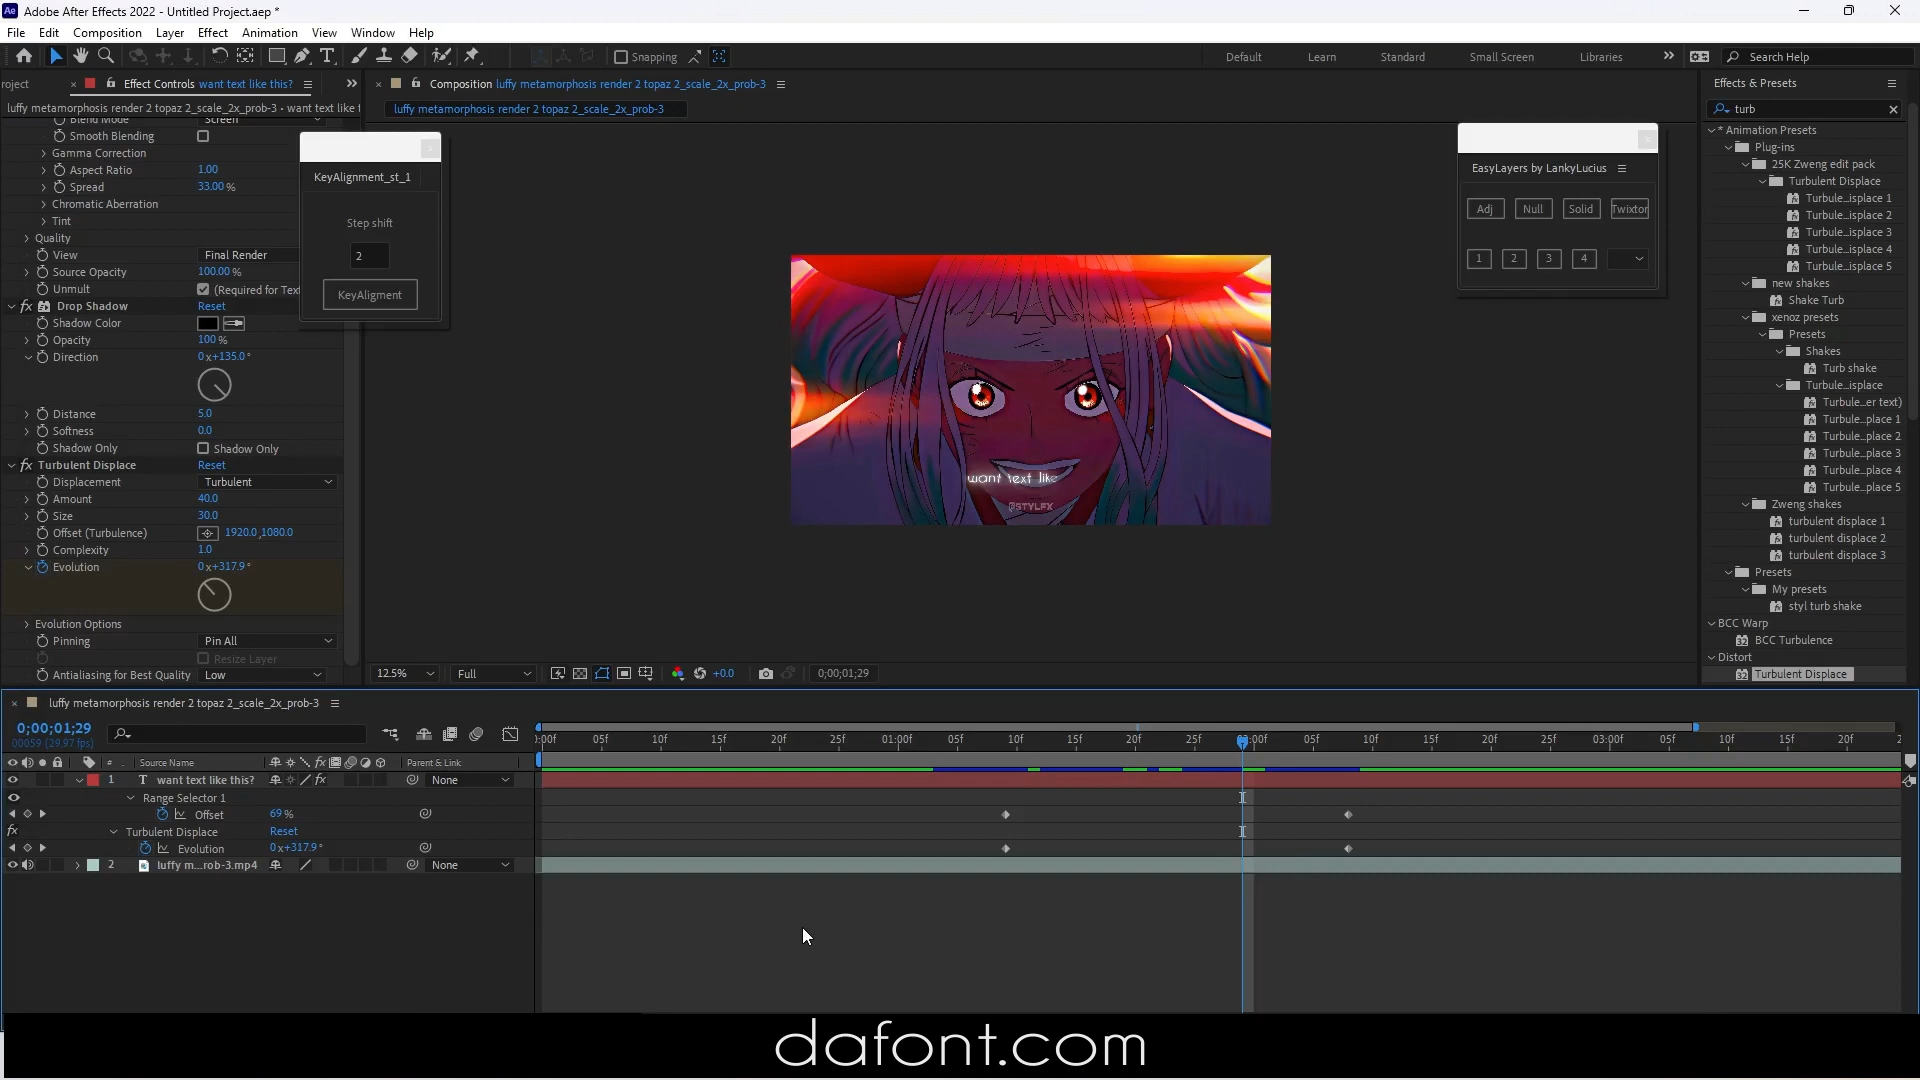 Adobe After Effects 2022 - Untitled Project.aep *
File Edit Composition Layer Effect Animation View Window Help
Snapping
Default Learn Standard Small Screen Libraries
Search Help
roject
Effect Controls want text like this?
luffy metamorphosis render 2 topaz 2_scale_2x_prob-3 • want text like t
Blend Mode Screen
Smooth Blending
Gamma Correction
Aspect Ratio 1.00
Spread 33.00 %
Chromatic Aberration
Tint
Quality
View Final Render
Source Opacity 100.00 %
Unmult (Required for Text
Drop Shadow Reset
Shadow Color
Opacity 100 %
Direction 0 x+135.0 °
Distance 5.0
Softness 0.0
Shadow Only Shadow Only
Turbulent Displace Reset
Displacement Turbulent
Amount 40.0
Size 30.0
Offset (Turbulence) 1920.0 ,1080.0
Complexity 1.0
Evolution 0 x+317.9 °
Evolution Options
Pinning Pin All
Resize Layer
Antialiasing for Best Quality Low
KeyAlignment_st_1
Step shift
2
KeyAligment
Composition luffy metamorphosis render 2 topaz 2_scale_2x_prob-3
luffy metamorphosis render 2 topaz 2_scale_2x_prob-3
want text like
@STYLFX
12.5% Full +0.0 0;00;01;29
EasyLayers by LankyLucius
Adj Null Solid Twixtor
1 2 3 4
Effects & Presets
turb
* Animation Presets
Plug-ins
25K Zweng edit pack
Turbulent Displace
Turbule...isplace 1
Turbule...isplace 2
Turbule...isplace 3
Turbule...isplace 4
Turbule...isplace 5
new shakes
Shake Turb
xenoz presets
Presets
Shakes
Turb shake
Turbule...isplace
Turbule...er text)
Turbule...place 1
Turbule...place 2
Turbule...place 3
Turbule...place 4
Turbule...place 5
Zweng shakes
turbulent displace 1
turbulent displace 2
turbulent displace 3
Presets
My presets
styl turb shake
BCC Warp
BCC Turbulence
Distort
Turbulent Displace
luffy metamorphosis render 2 topaz 2_scale_2x_prob-3
0;00;01;29
00059 (29.97 fps)
:00f 05f 10f 15f 20f 25f 01:00f 05f 10f 15f 20f 25f 02:00f 05f 10f 15f 20f 25f 03:00f 05f 10f 15f 20f 2
# Source Name Parent & Link
1 T want text like this? None
Range Selector 1
Offset 69 %
Turbulent Displace Reset
Evolution 0 x+317.9 °
2 luffy m...rob-3.mp4 None
dafont.com